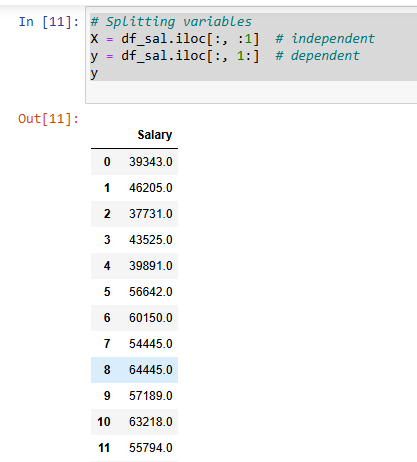 In [11]: # Splitting variables
X = df_sal.iloc[:, :1]  # independent
y = df_sal.iloc[:, 1:]  # dependent
y
Out[11]:
Salary
0 39343.0
1 46205.0
2 37731.0
3 43525.0
4 39891.0
5 56642.0
6 60150.0
7 54445.0
8 64445.0
9 57189.0
10 63218.0
11 55794.0